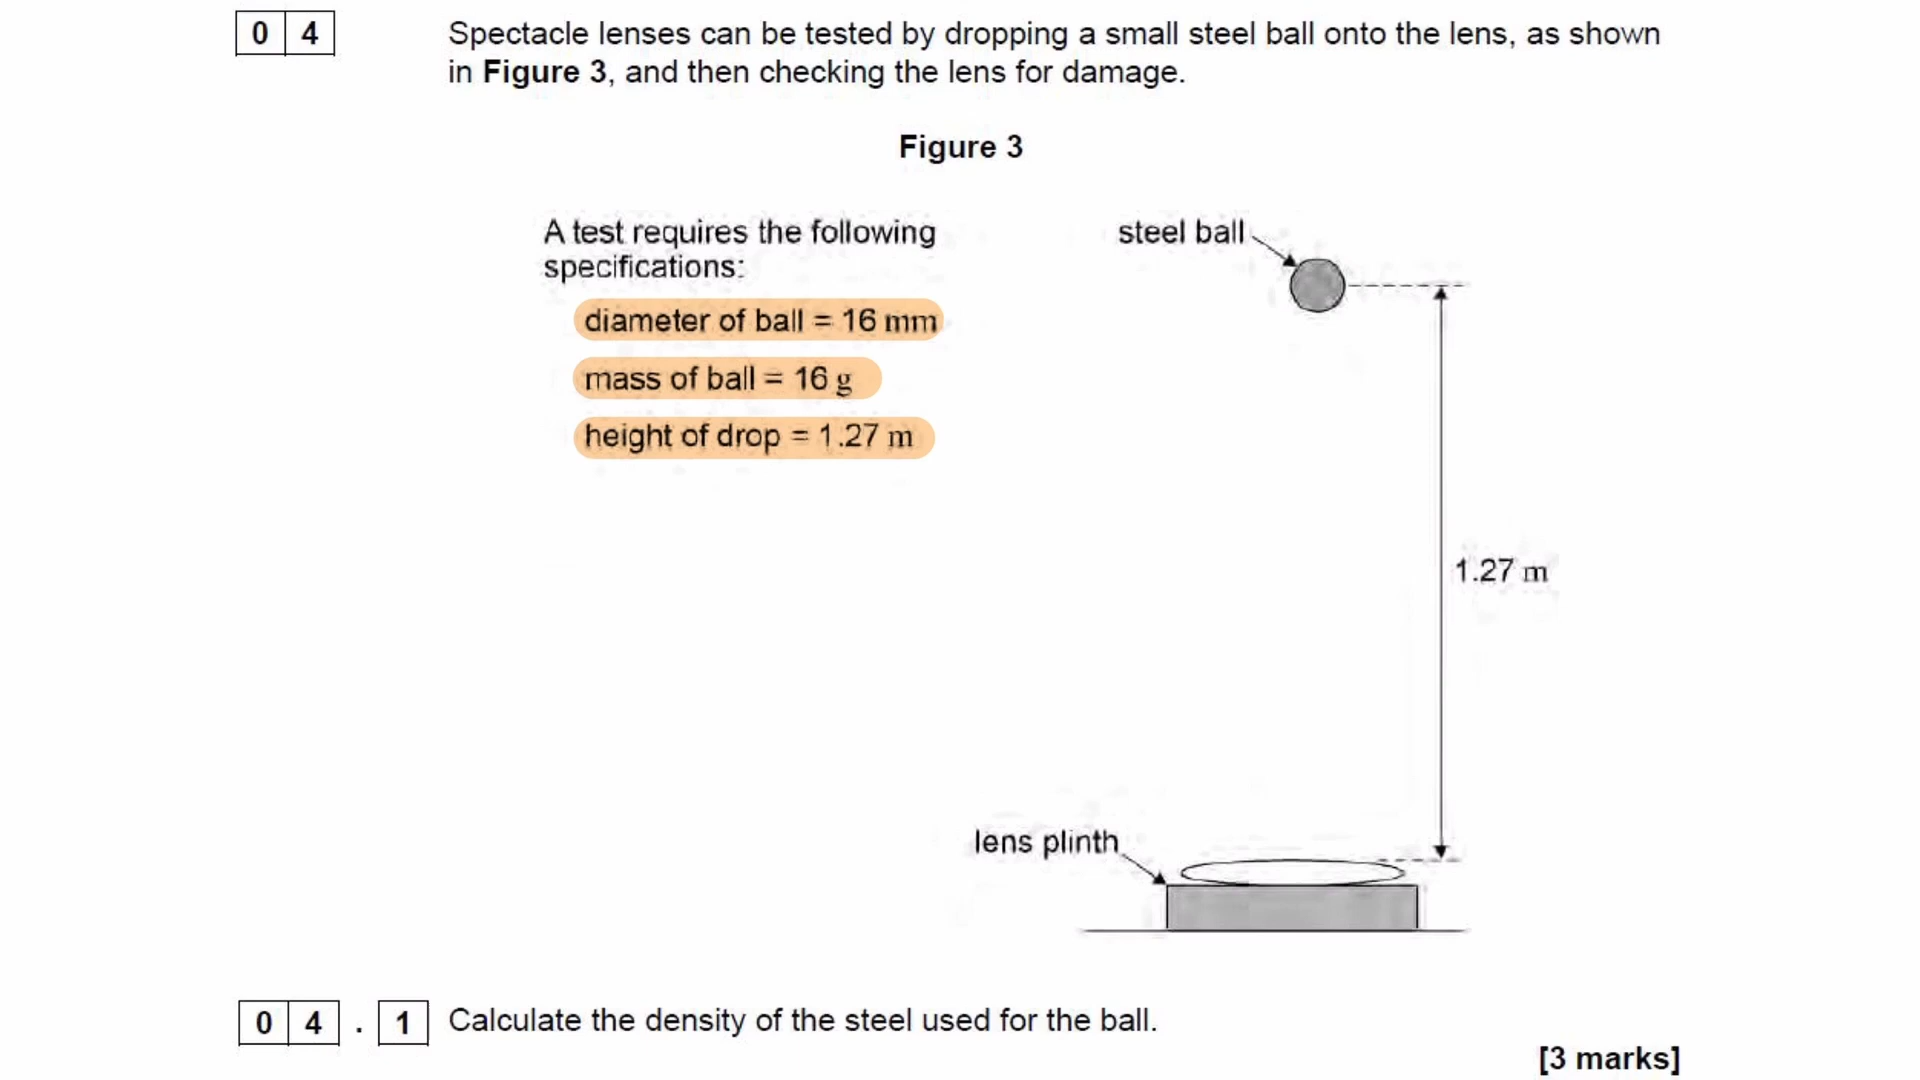 0 4 Spectacle lenses can be tested by dropping a small steel ball onto the lens, as shown
in Figure 3, and then checking the lens for damage.
Figure 3
A test requires the following
specifications:
diameter of ball = 16 mm
mass of ball = 16 g
height of drop = 1.27 m
steel ball
1.27 m
lens plinth
0 4 . 1 Calculate the density of the steel used for the ball.
[3 marks]